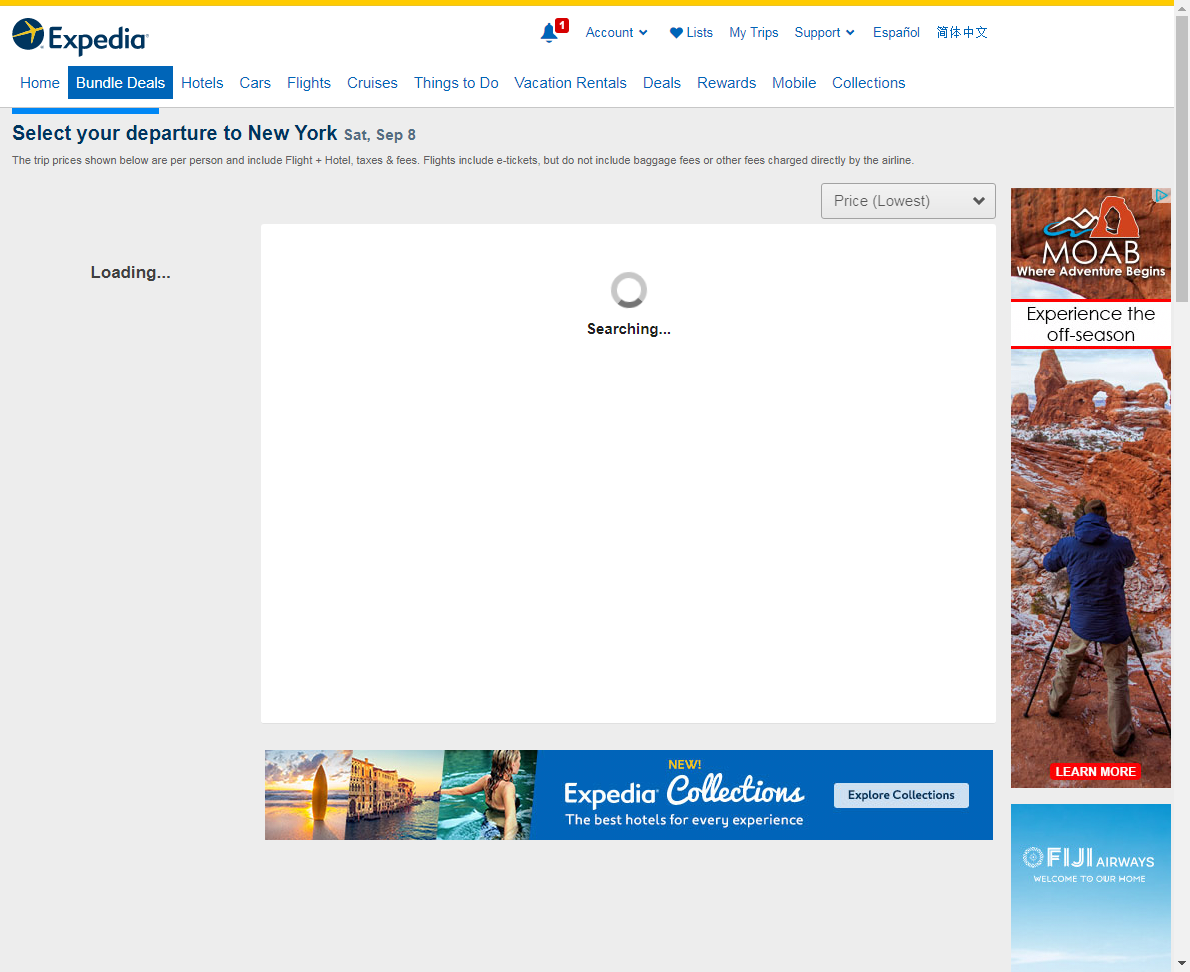 Expedia
1
Account
Lists
My Trips
Support
Español
简体中文
Home
Bundle Deals
Hotels
Cars
Flights
Cruises
Things to Do
Vacation Rentals
Deals
Rewards
Mobile
Collections
Select your departure to New York Sat, Sep 8
The trip prices shown below are per person and include Flight + Hotel, taxes & fees. Flights include e-tickets, but do not include baggage fees or other fees charged directly by the airline.
Price (Lowest)
Loading...
Searching...
MOAB
Where Adventure Begins
Experience the
off-season
LEARN MORE
NEW!
Expedia Collections
The best hotels for every experience
Explore Collections
FIJI AIRWAYS
WELCOME TO OUR HOME